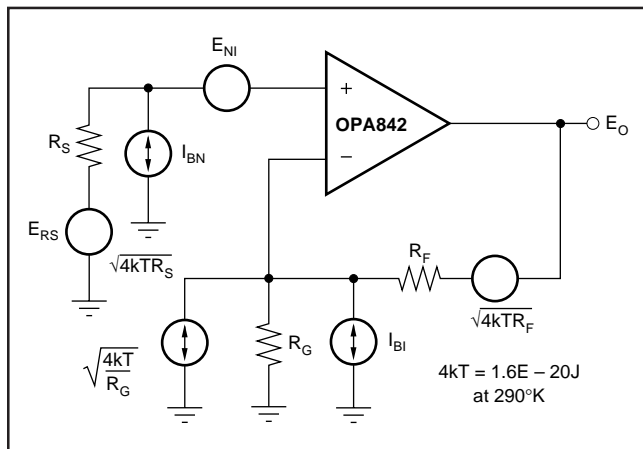 E_NI
+
OPA842
−
E_O
R_S
I_BN
E_RS
√4kTR_S
R_F
√4kTR_F
√4kT/R_G
R_G
I_BI
4kT = 1.6E – 20J
at 290°K